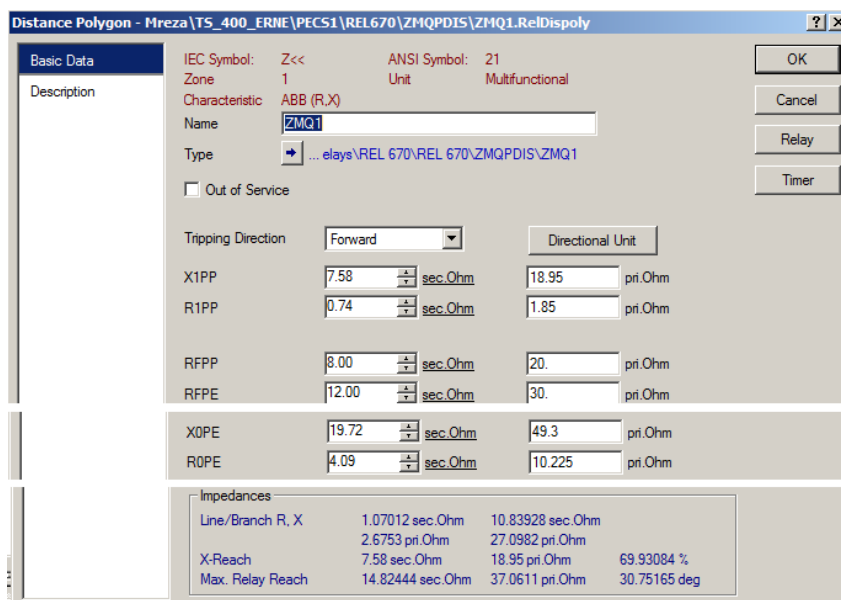 Distance Polygon - Mreza\TS_400_ERNE\PECS1\REL670\ZMQPDIS\ZMQ1.RelDispoly
Basic Data
Description
IEC Symbol: Z<< ANSI Symbol: 21
Zone 1 Unit Multifunctional
Characteristic ABB (R,X)
Name ZMQ1
Type ... elays\REL 670\REL 670\ZMQPDIS\ZMQ1
Out of Service
Tripping Direction Forward Directional Unit
X1PP 7.58 sec.Ohm 18.95 pri.Ohm
R1PP 0.74 sec.Ohm 1.85 pri.Ohm
RFPP 8.00 sec.Ohm 20. pri.Ohm
RFPE 12.00 sec.Ohm 30. pri.Ohm
X0PE 19.72 sec.Ohm 49.3 pri.Ohm
R0PE 4.09 sec.Ohm 10.225 pri.Ohm
Impedances
Line/Branch R, X 1.07012 sec.Ohm 10.83928 sec.Ohm
2.6753 pri.Ohm 27.0982 pri.Ohm
X-Reach 7.58 sec.Ohm 18.95 pri.Ohm 69.93084 %
Max. Relay Reach 14.82444 sec.Ohm 37.0611 pri.Ohm 30.75165 deg
OK
Cancel
Relay
Timer